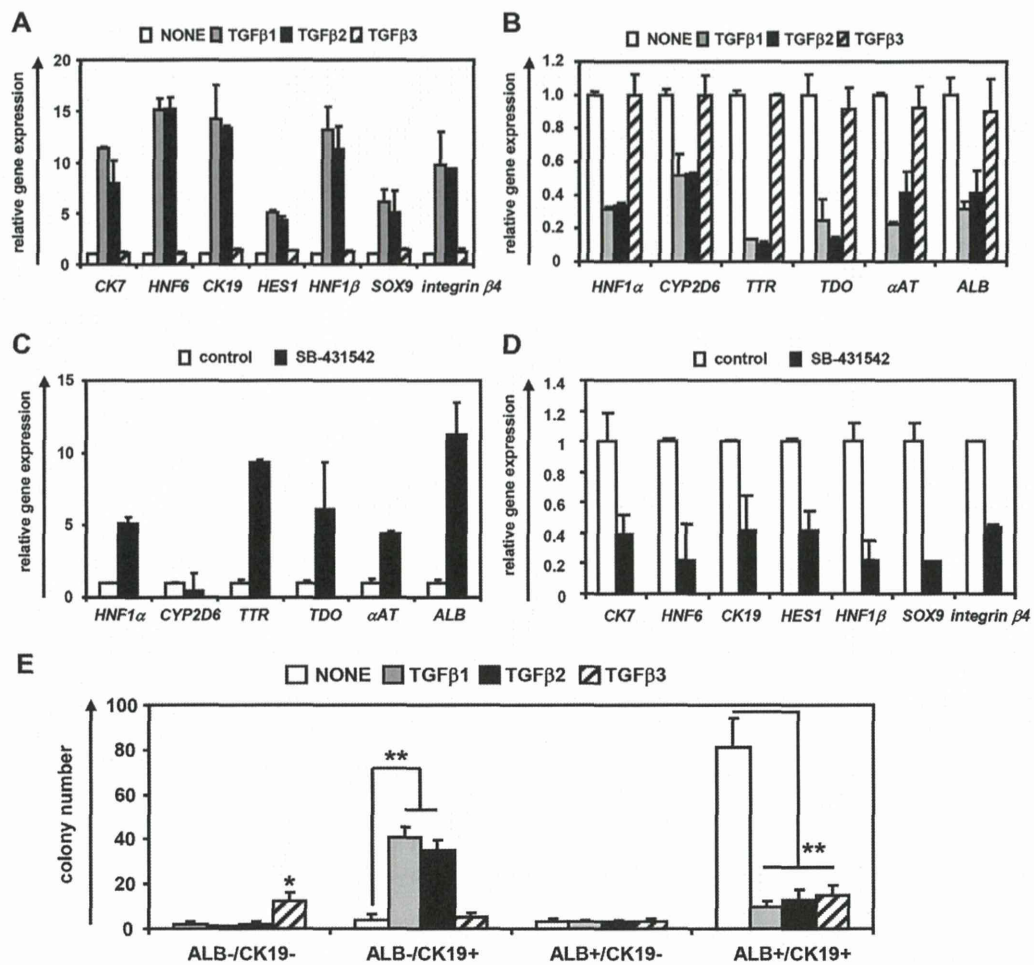 A
NONE TGFβ1 TGFβ2 TGFβ3
relative gene expression
20
15
10
5
0
CK7 HNF6 CK19 HES1 HNF1β SOX9 integrin β4
B
NONE TGFβ1 TGFβ2 TGFβ3
relative gene expression
1.2
1.0
0.8
0.6
0.4
0.2
0
HNF1α CYP2D6 TTR TDO αAT ALB
C
control SB-431542
relative gene expression
15
10
5
0
HNF1α CYP2D6 TTR TDO αAT ALB
D
control SB-431542
relative gene expression
1.4
1.2
1
0.8
0.6
0.4
0.2
0
CK7 HNF6 CK19 HES1 HNF1β SOX9 integrin β4
E
NONE TGFβ1 TGFβ2 TGFβ3
colony number
100
80
60
40
20
0
*
**
**
ALB-/CK19- ALB-/CK19+ ALB+/CK19- ALB+/CK19+